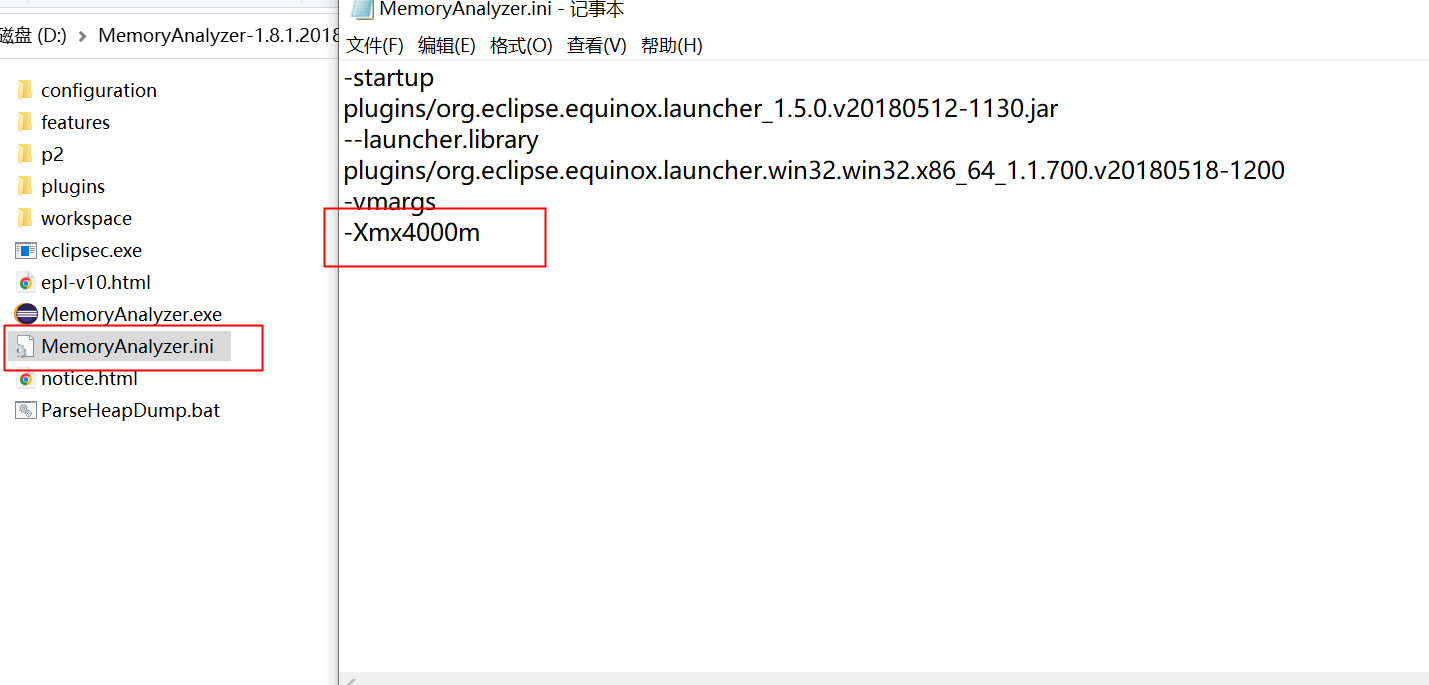 磁盘 (D:) > MemoryAnalyzer-1.8.1.2018
configuration
features
p2
plugins
workspace
eclipsec.exe
epl-v10.html
MemoryAnalyzer.exe
MemoryAnalyzer.ini
notice.html
ParseHeapDump.bat
MemoryAnalyzer.ini - 记事本
文件(F) 编辑(E) 格式(O) 查看(V) 帮助(H)
-startup
plugins/org.eclipse.equinox.launcher_1.5.0.v20180512-1130.jar
--launcher.library
plugins/org.eclipse.equinox.launcher.win32.win32.x86_64_1.1.700.v20180518-1200
-vmargs
-Xmx4000m